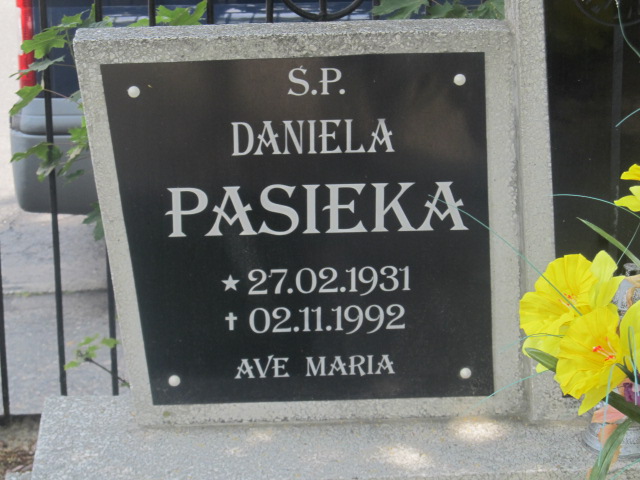 Ś.P.
DANIELA
PASIEKA
★ 27.02.1931
✝ 02.11.1992
AVE MARIA